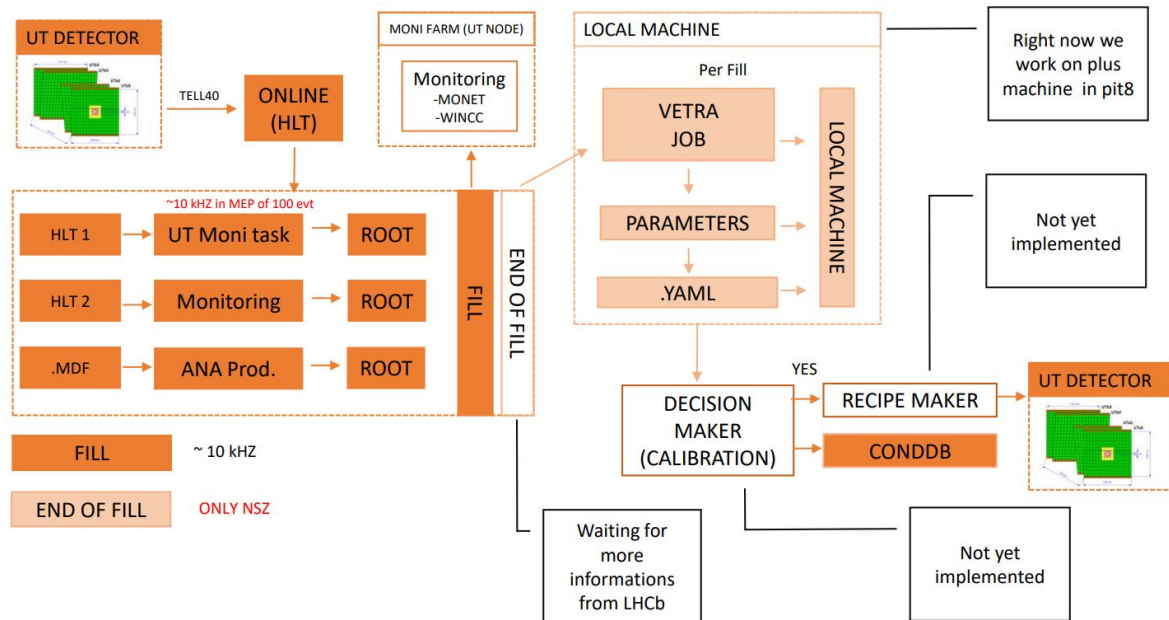 UT DETECTOR
TELL40
ONLINE
(HLT)
MONI FARM (UT NODE)
Monitoring
-MONET
-WINCC
LOCAL MACHINE
Per Fill
VETRA
JOB
PARAMETERS
.YAML
LOCAL MACHINE
Right now we
work on plus
machine in pit8
~10 kHZ in MEP of 100 evt
HLT 1
UT Moni task
ROOT
HLT 2
Monitoring
ROOT
.MDF
ANA Prod.
ROOT
FILL
END OF FILL
Not yet
implemented
DECISION
MAKER
(CALIBRATION)
YES
RECIPE MAKER
CONDDB
UT DETECTOR
FILL
~ 10 kHZ
END OF FILL
ONLY NSZ
Waiting for
more
informations
from LHCb
Not yet
implemented